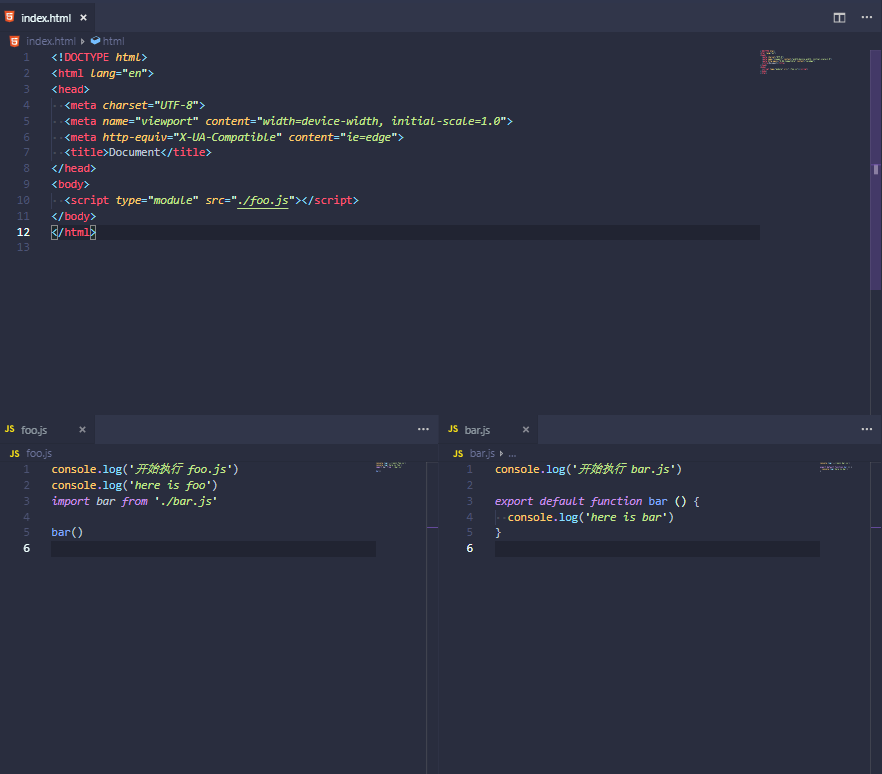 index.html ×
index.html html
1 <!DOCTYPE html>
2 <html lang="en">
3 <head>
4 <meta charset="UTF-8">
5 <meta name="viewport" content="width=device-width, initial-scale=1.0">
6 <meta http-equiv="X-UA-Compatible" content="ie=edge">
7 <title>Document</title>
8 </head>
9 <body>
10 <script type="module" src="./foo.js"></script>
11 </body>
12 </html>
13
JS foo.js × ...
JS foo.js
1 console.log('开始执行 foo.js')
2 console.log('here is foo')
3 import bar from './bar.js'
4
5 bar()
6
JS bar.js × ...
JS bar.js ...
1 console.log('开始执行 bar.js')
2
3 export default function bar () {
4 console.log('here is bar')
5 }
6